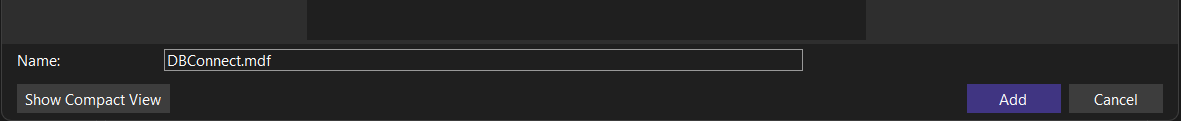 Name: DBConnect.mdf
Show Compact View Add Cancel